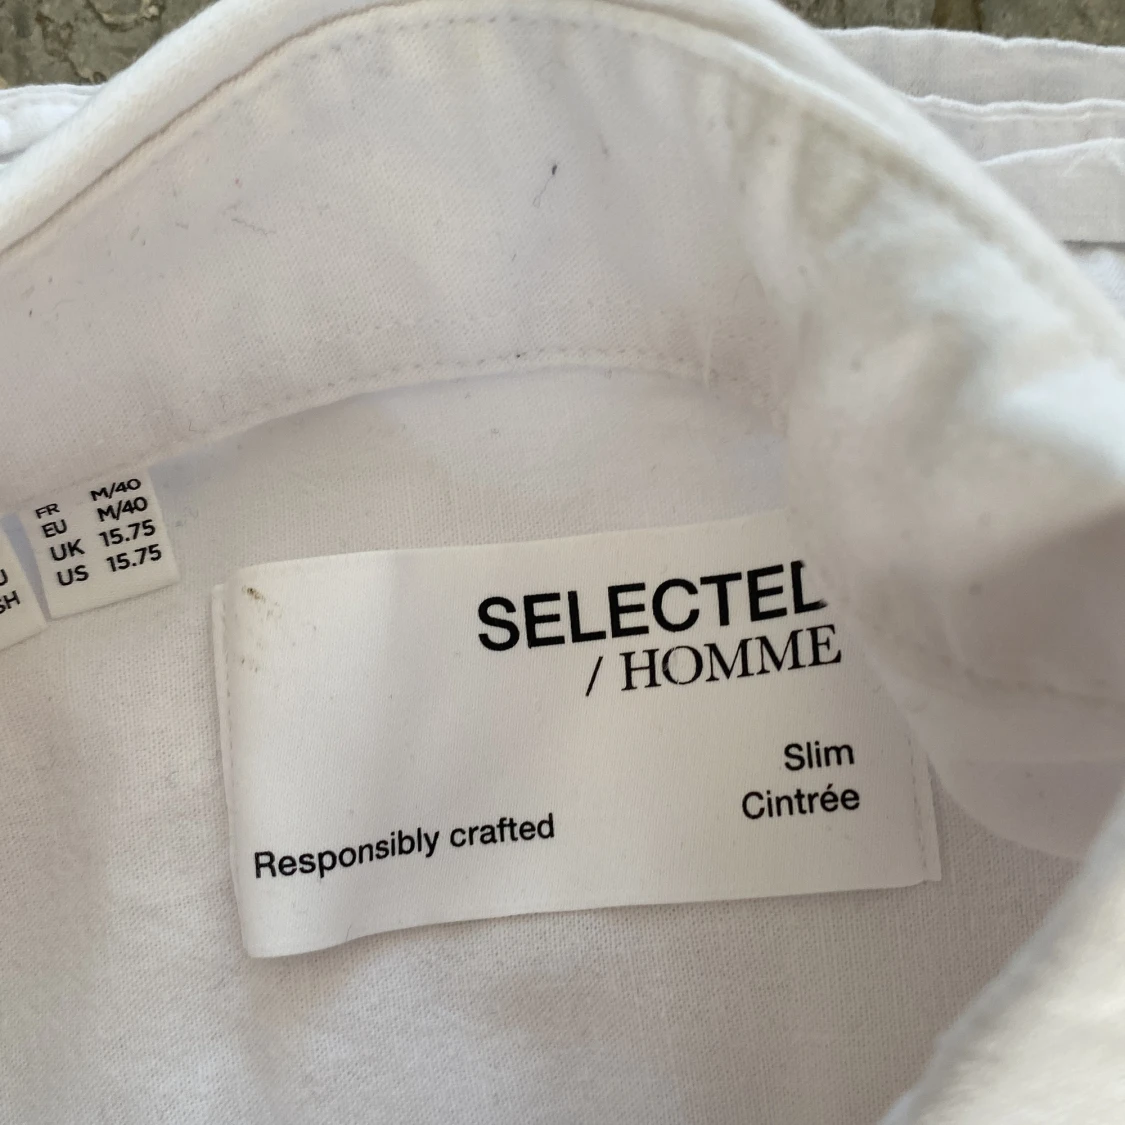 FR M/40
EU M/40
UK 15.75
US 15.75
SELECTED
/ HOMME
Slim
Cintrée
Responsibly crafted